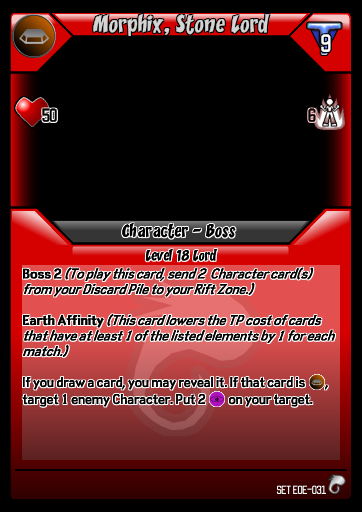 Morphix, Stone Lord
9
50
6
Character - Boss
Level 18 Lord
Boss 2 (To play this card, send 2 Character card(s)
from your Discard Pile to your Rift Zone.)
Earth Affinity (This card lowers the TP cost of cards
that have at least 1 of the listed elements by 1 for each
match.)
If you draw a card, you may reveal it. If that card is ,
target 1 enemy Character. Put 2 on your target.
SET EOE-031